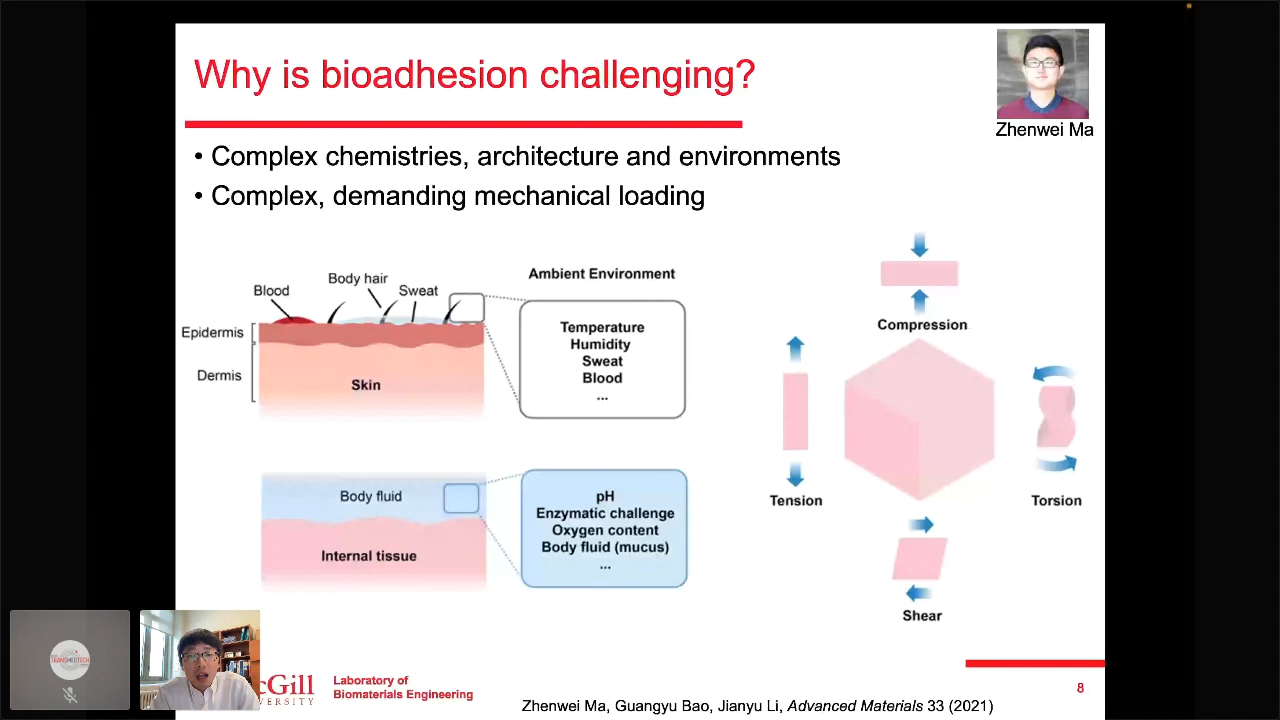 Why is bioadhesion challenging?
Zhenwei Ma
• Complex chemistries, architecture and environments
• Complex, demanding mechanical loading
Blood
Body hair
Sweat
Epidermis
Dermis
Skin
Ambient Environment
Temperature
Humidity
Sweat
Blood
...
Body fluid
Internal tissue
pH
Enzymatic challenge
Oxygen content
Body fluid (mucus)
...
Compression
Tension
Torsion
Shear
TRANSMEDTECH
Laboratory of
Biomaterials Engineering
8
Zhenwei Ma, Guangyu Bao, Jianyu Li, Advanced Materials 33 (2021)